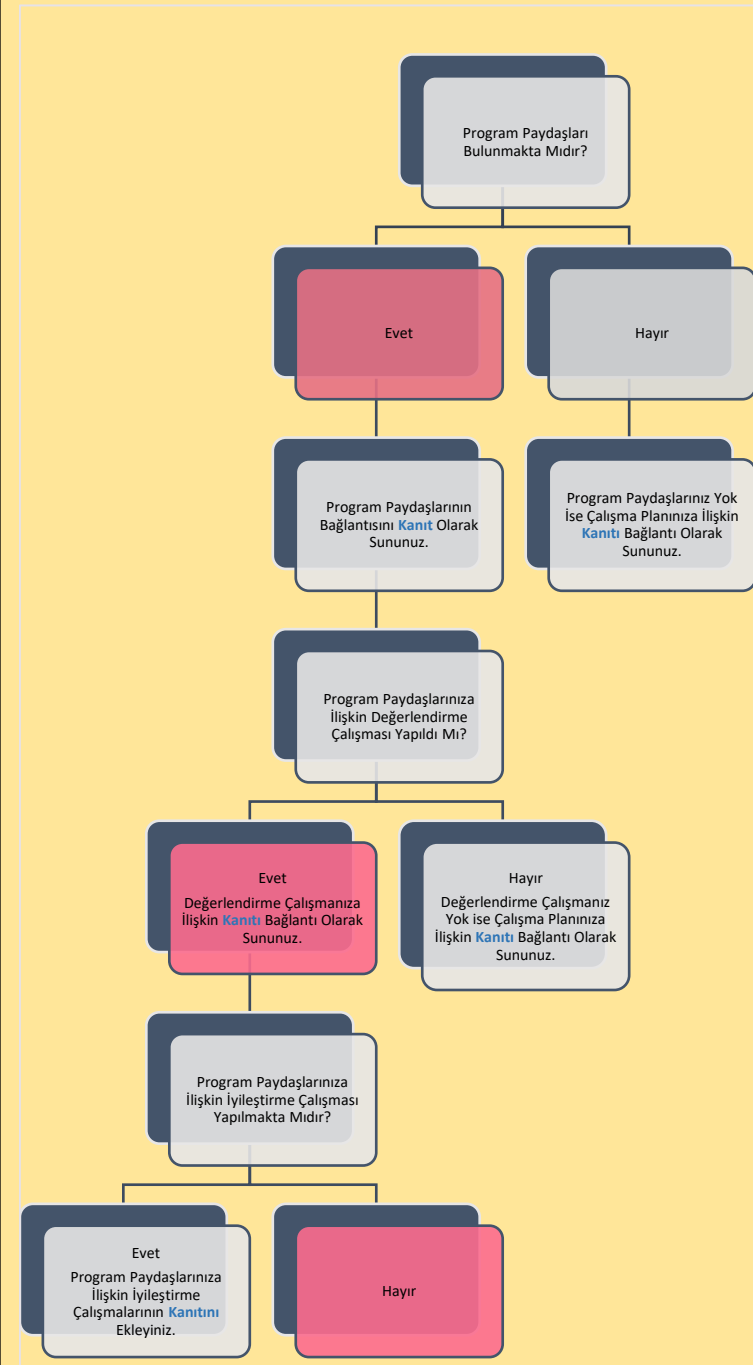 Program Paydaşları
Bulunmakta Mıdır?
Evet
Hayır
Program Paydaşlarının
Bağlantısını Kanıt Olarak
Sununuz.
Program Paydaşlarınız Yok
İse Çalışma Planınıza İlişkin
Kanıtı Bağlantı Olarak
Sununuz.
Program Paydaşlarınıza
İlişkin Değerlendirme
Çalışması Yapıldı Mı?
Evet
Değerlendirme Çalışmanıza
İlişkin Kanıtı Bağlantı Olarak
Sununuz.
Hayır
Değerlendirme Çalışmanız
Yok ise Çalışma Planınıza
İlişkin Kanıtı Bağlantı Olarak
Sununuz.
Program Paydaşlarınıza
İlişkin İyileştirme Çalışması
Yapılmakta Mıdır?
Evet
Program Paydaşlarınıza
İlişkin İyileştirme
Çalışmalarının Kanıtını
Ekleyiniz.
Hayır